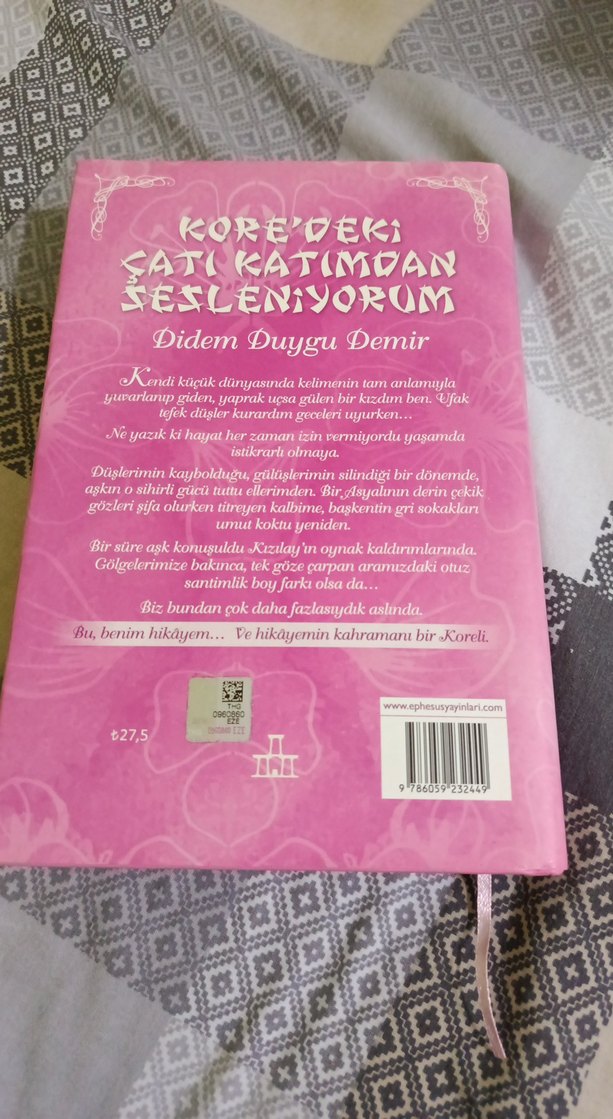 KORE'DEKİ
ÇATI KATIMDAN
SESLENİYORUM
Didem Duygu Demir
Kendi küçük dünyasında kelimenin tam anlamıyla
yuvarlanıp giden, yaprak uçsa gülen bir kızdım ben. Ufak
tefek düşler kurardım geceleri uyurken...
Ne yazık ki hayat her zaman izin vermiyordu yaşamda
istikrarlı olmaya.
Düşlerimin kaybolduğu, gülüşlerimin silindiği bir dönemde,
aşkın o sihirli gücü tuttu ellerimden. Bir Asyalının derin çekik
gözleri şifa olurken titreyen kalbime, başkentin gri sokakları
umut koktu yeniden.
Bir süre aşk konuşuldu Kızılay'ın oynak kaldırımlarında.
Gölgelerimize bakınca, tek göze çarpan aramızdaki otuz
santimlik boy farkı olsa da...
Biz bundan çok daha fazlasıydık aslında.
Bu, benim hikâyem... Ve hikâyemin kahramanı bir Koreli.
THG
0960860
EZE
₺27,5
www.ephesusyayinlari.com
9 786059 232449